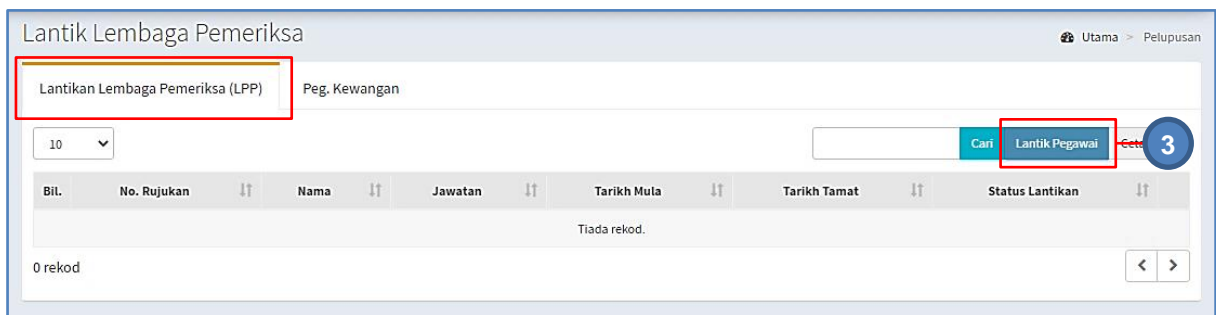 Lantik Lembaga Pemeriksa
Utama > Pelupusan
Lantikan Lembaga Pemeriksa (LPP) Peg. Kewangan
10 Cari Lantik Pegawai 3
Bil. No. Rujukan Nama Jawatan Tarikh Mula Tarikh Tamat Status Lantikan
Tiada rekod.
0 rekod < >